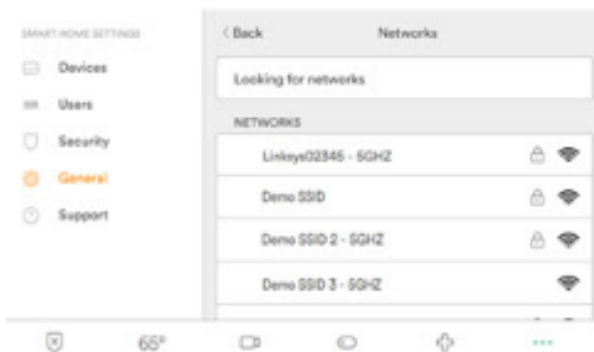 SMART HOME SETTINGS
Devices
Users
Security
General
Support
Back
Networks
Looking for networks
NETWORKS
Linksys02345 - 5GHZ
Demo SSID
Demo SSID 2 - 5GHZ
Demo SSID 3 - 5GHZ
65°